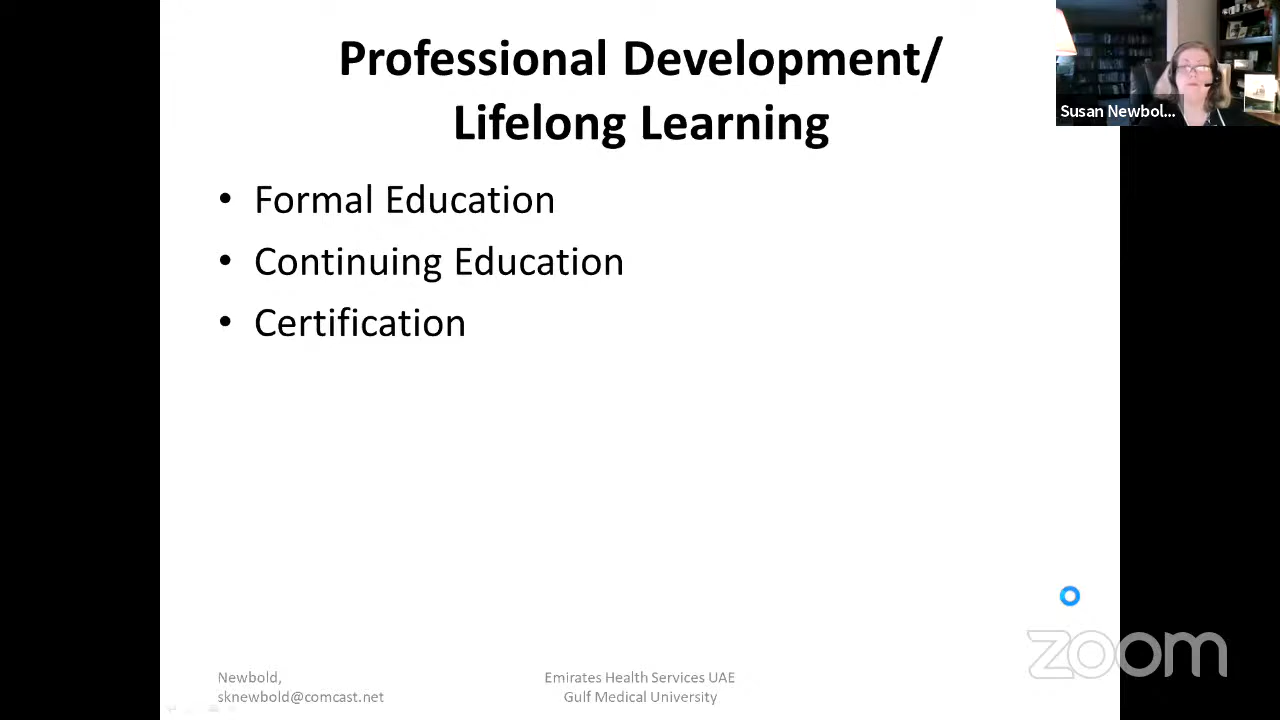 Professional Development/
Lifelong Learning
• Formal Education
• Continuing Education
• Certification
Susan Newbol...
Newbold,
sknewbold@comcast.net
Emirates Health Services UAE
Gulf Medical University
zoom